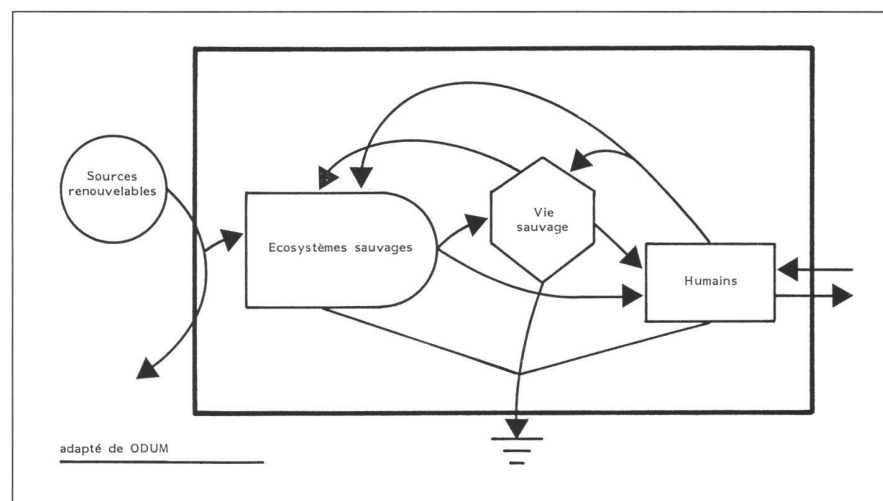 Sources
renouvelables
Ecosystèmes sauvages
Vie
sauvage
Humains
adapté de ODUM